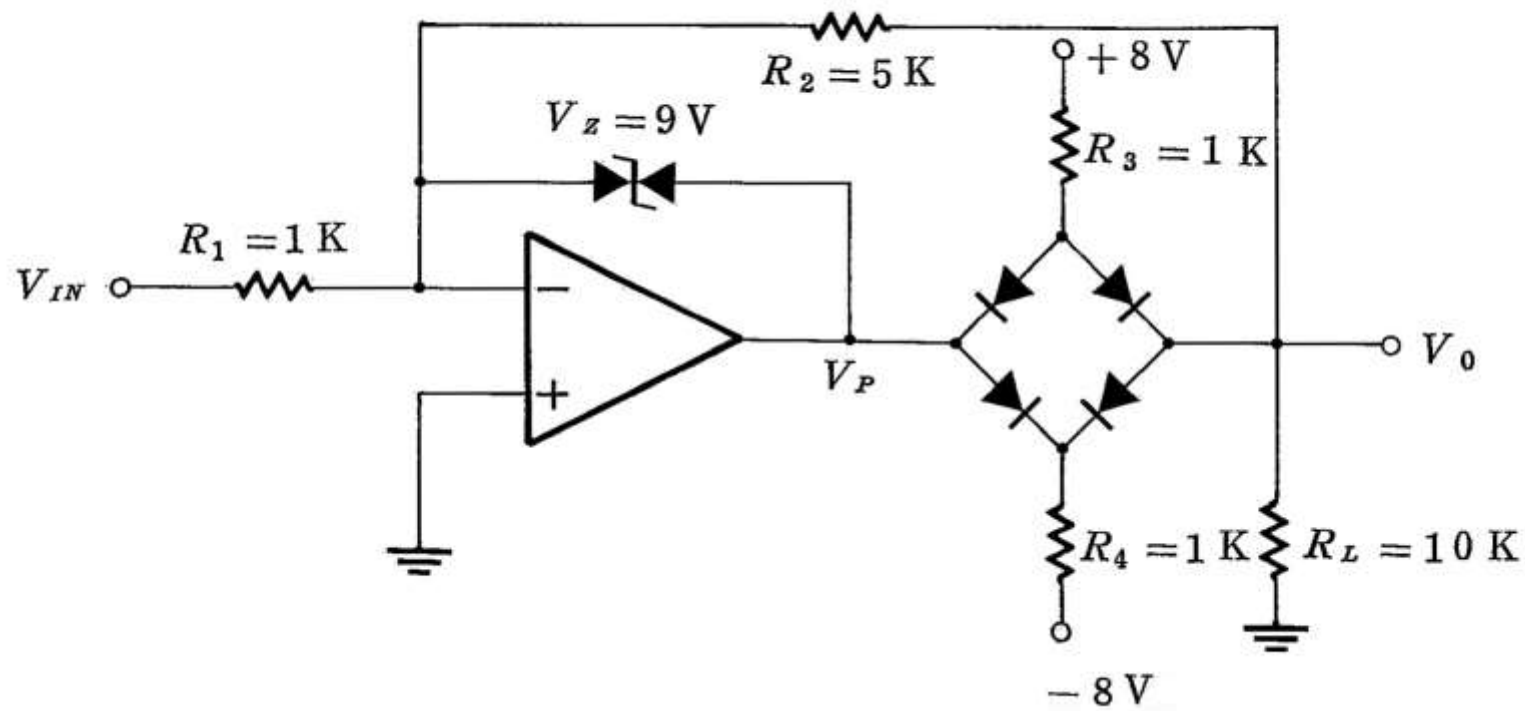 R₂ = 5 K
+ 8 V
V_Z = 9 V
R₃ = 1 K
R₁ = 1 K
V_IN
−
+
V_P
V₀
R₄ = 1 K
R_L = 10 K
− 8 V